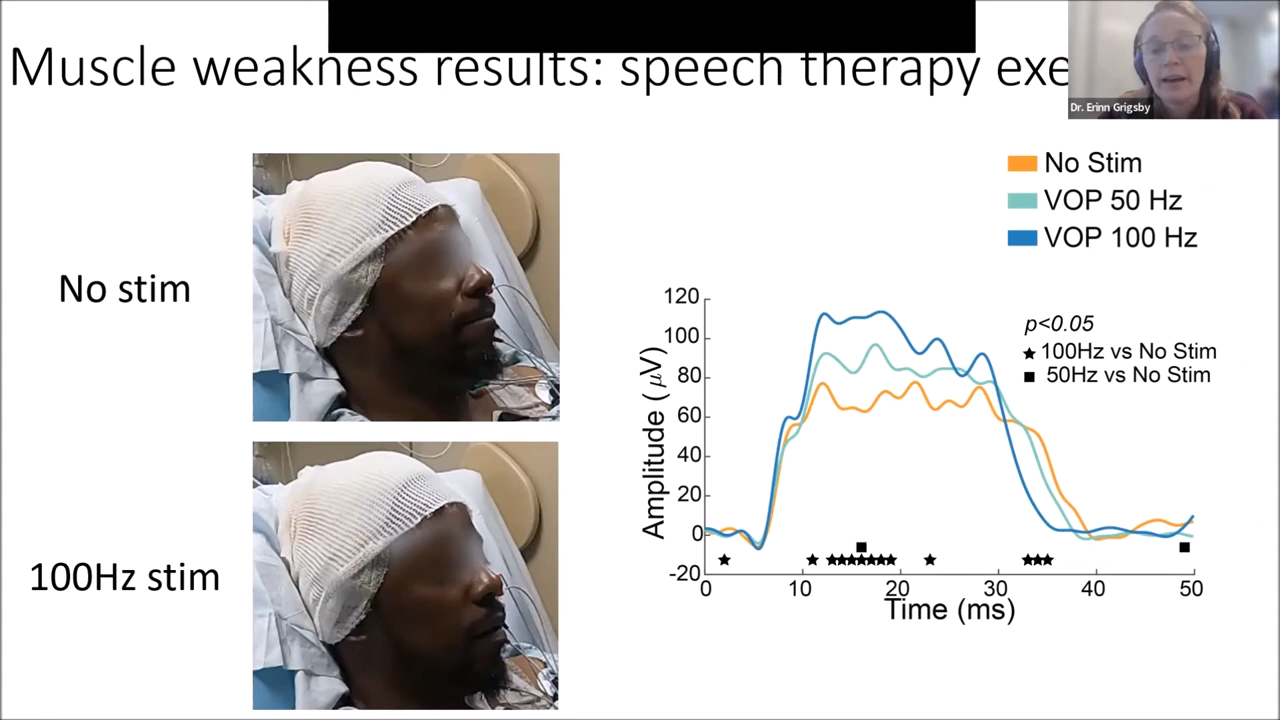 Muscle weakness results: speech therapy exe
Dr. Erinn Grigsby
No stim
100Hz stim
No Stim
VOP 50 Hz
VOP 100 Hz
p<0.05
100Hz vs No Stim
50Hz vs No Stim
Amplitude (μV)
120
100
80
60
40
20
0
-20
0 10 20 30 40 50
Time (ms)